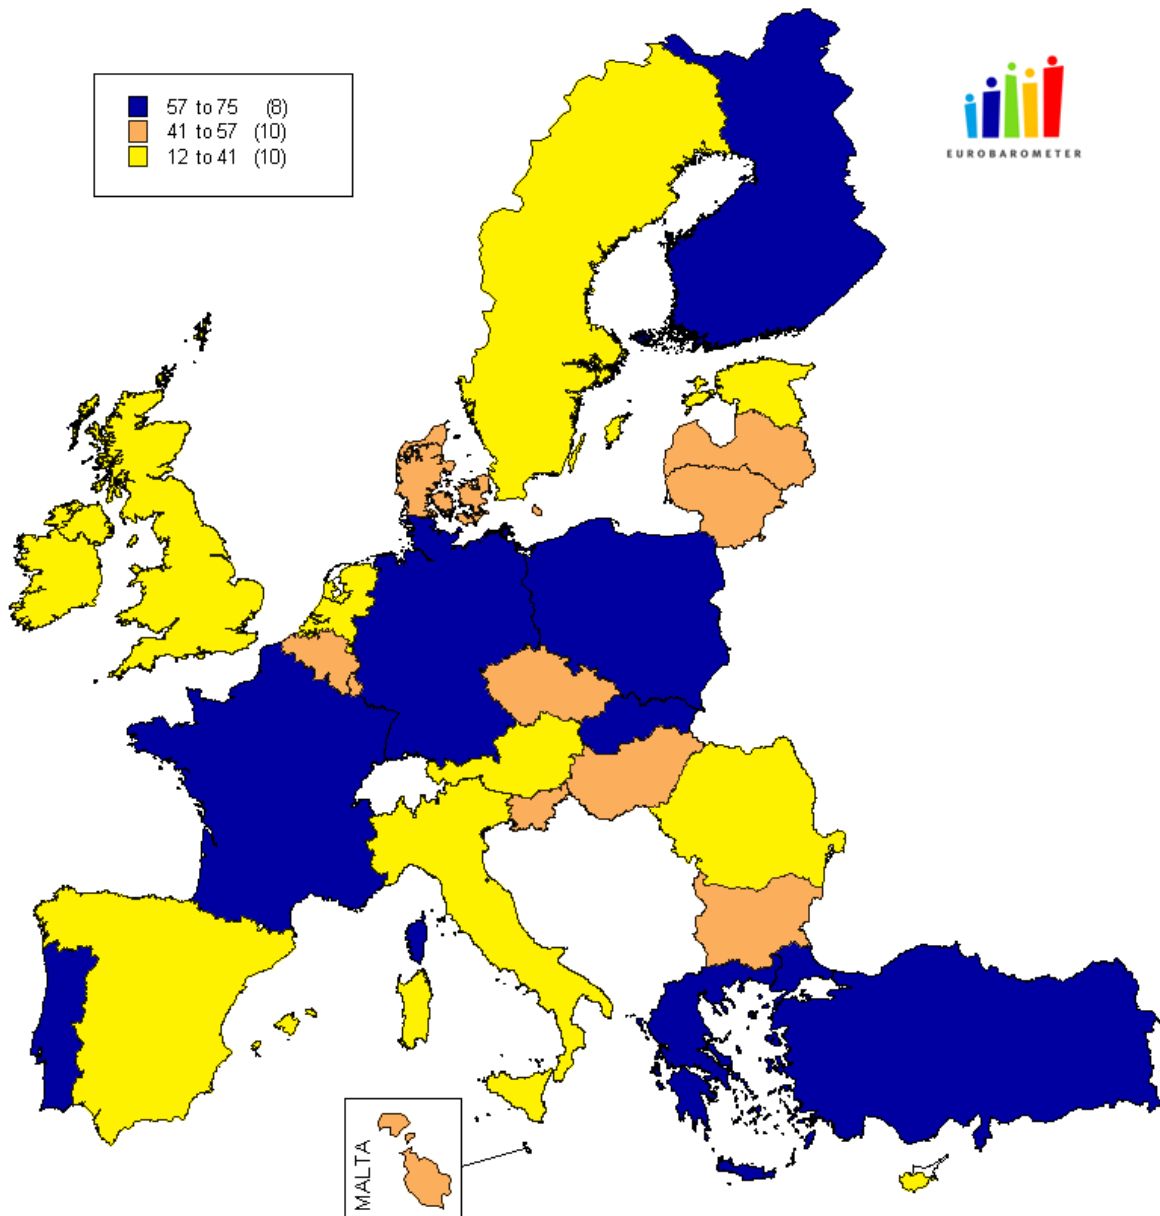 57 to 75 (8)
41 to 57 (10)
12 to 41 (10)
EUROBAROMETER
MALTA